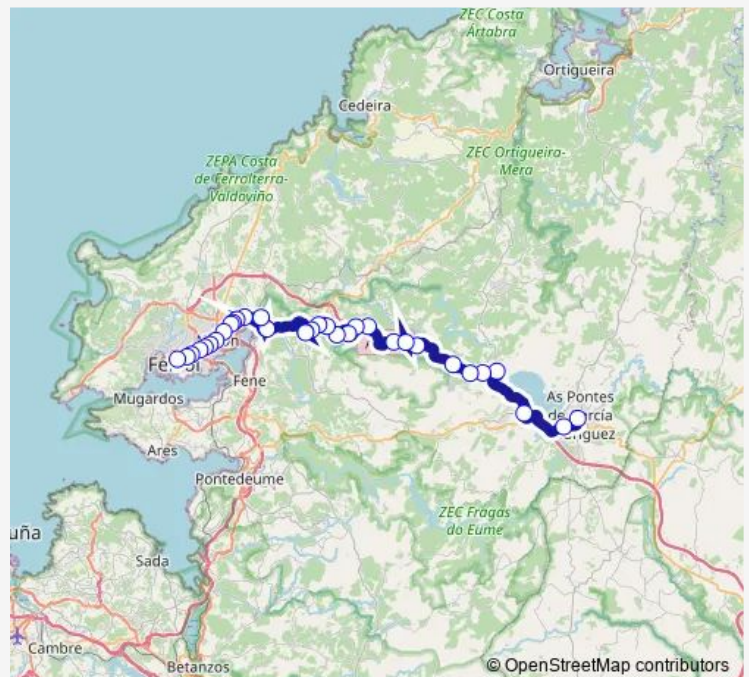 ZEC Costa
Ártabra
Ortigueira
Cedeira
ZEPA Costa
de Ferrolterra-
Valdoviño
ZEC Ortigueira-
Mera
Fene
Mugardos
As Pontes
Ares
Pontedeume
ZEC Fragas
do Eume
uña
Sada
Cambre
Betanzos
© OpenStreetMap contributors